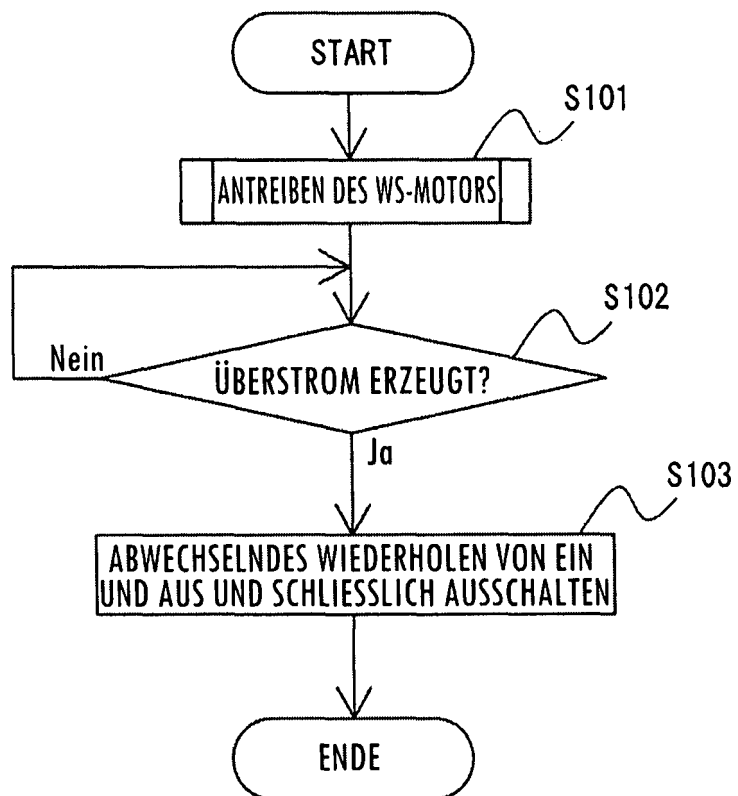 START
S101
ANTREIBEN DES WS-MOTORS
S102
Nein
ÜBERSTROM ERZEUGT?
Ja
S103
ABWECHSELNDES WIEDERHOLEN VON EIN
UND AUS UND SCHLIESSLICH AUSSCHALTEN
ENDE